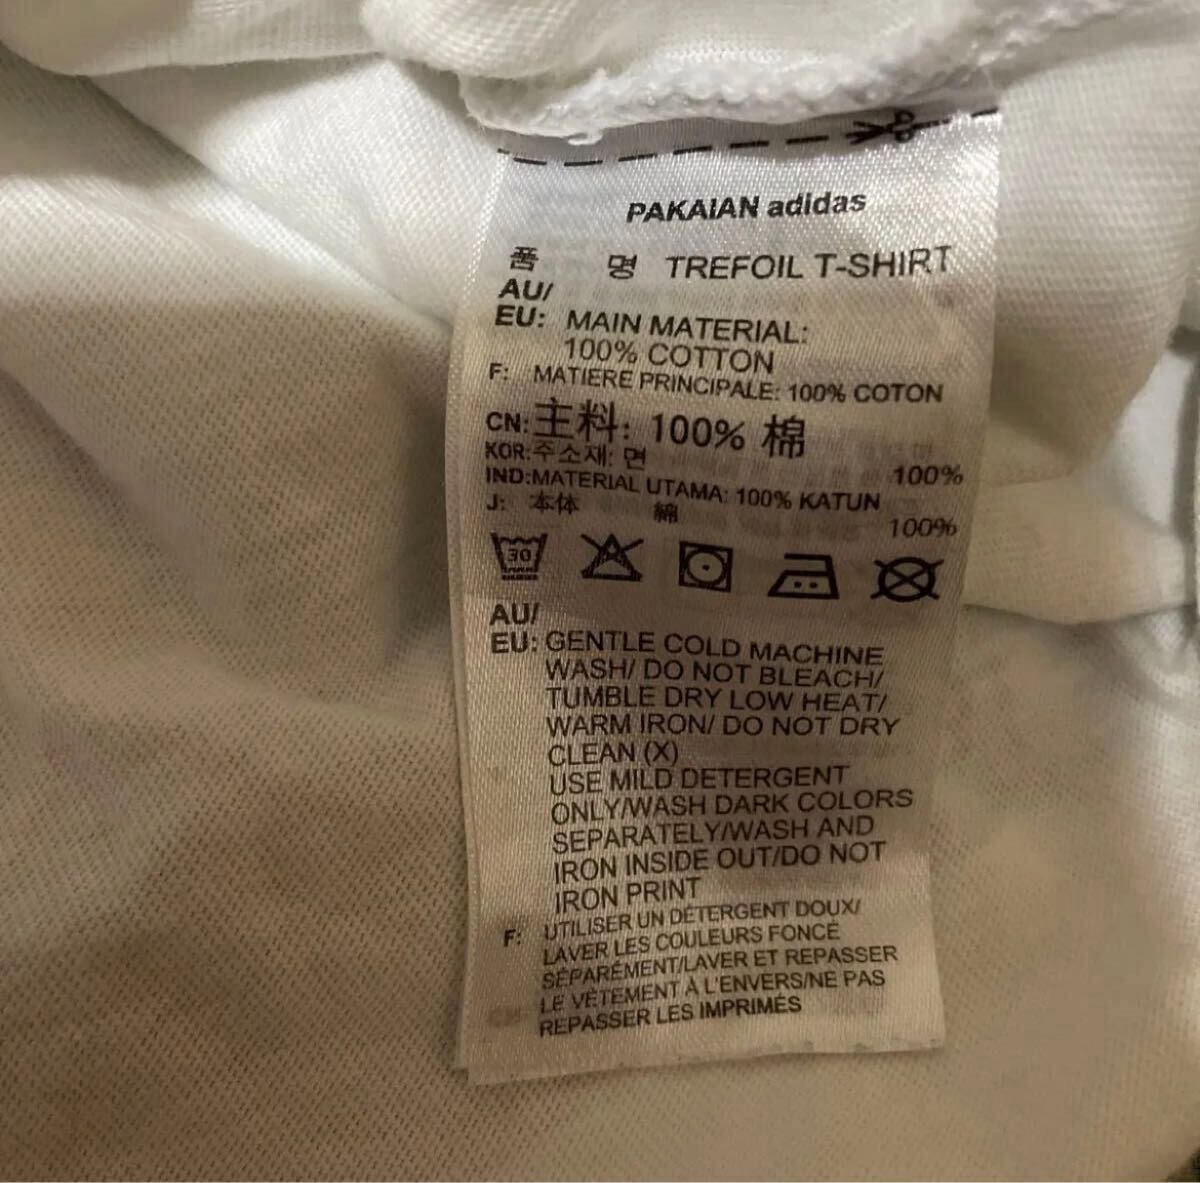 PAKAIAN adidas
품 명 TREFOIL T-SHIRT
AU/
EU: MAIN MATERIAL:
100% COTTON
F: MATIERE PRINCIPALE: 100% COTON
CN: 主料: 100% 棉
KOR: 주소재: 면 100%
IND: MATERIAL UTAMA: 100% KATUN
J: 本体 綿 100%
30
AU/
EU: GENTLE COLD MACHINE
WASH/ DO NOT BLEACH/
TUMBLE DRY LOW HEAT/
WARM IRON/ DO NOT DRY
CLEAN (X)
USE MILD DETERGENT
ONLY/WASH DARK COLORS
SEPARATELY/WASH AND
IRON INSIDE OUT/DO NOT
IRON PRINT
F: UTILISER UN DÉTERGENT DOUX/
LAVER LES COULEURS FONCÉ
SÉPARÉMENT/LAVER ET REPASSER
LE VÊTEMENT À L'ENVERS/NE PAS
REPASSER LES IMPRIMÉS